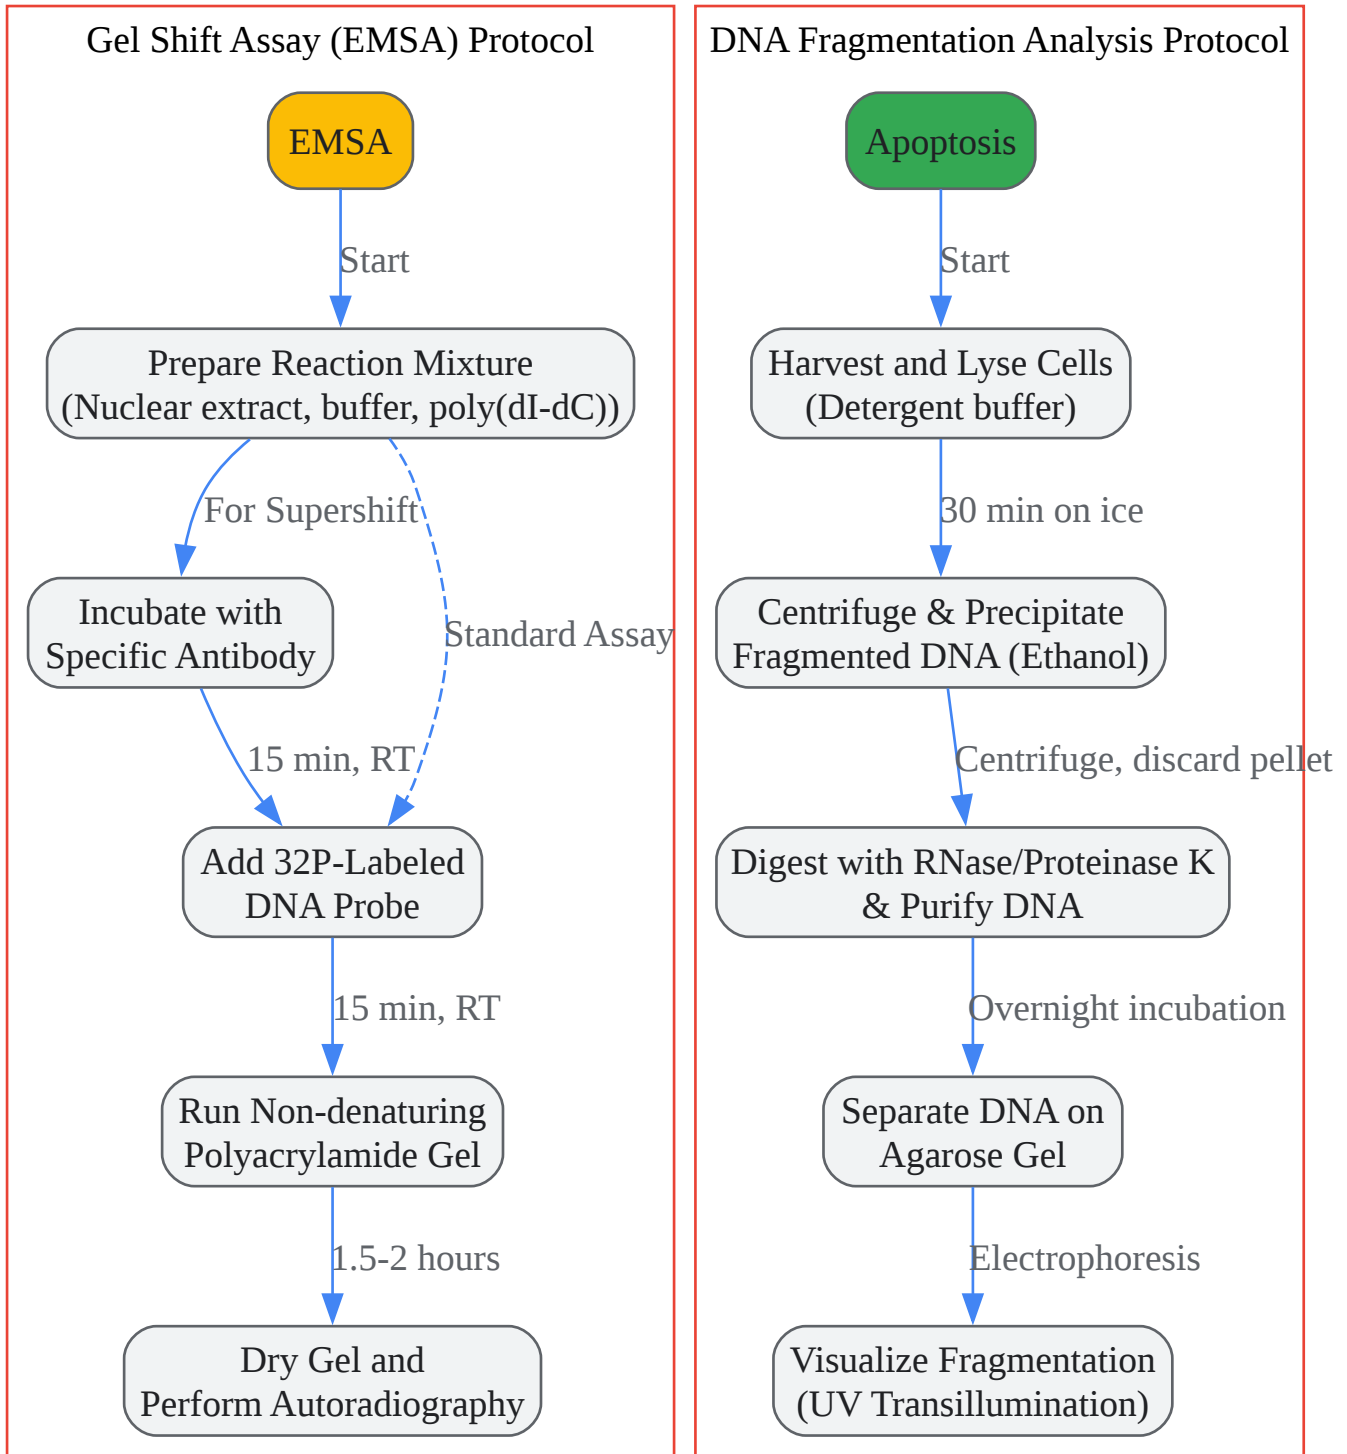 Gel Shift Assay (EMSA) Protocol
EMSA
Start
Prepare Reaction Mixture
(Nuclear extract, buffer, poly(dI-dC))
For Supershift
Incubate with
Specific Antibody
Standard Assay
15 min, RT
Add 32P-Labeled
DNA Probe
15 min, RT
Run Non-denaturing
Polyacrylamide Gel
1.5-2 hours
Dry Gel and
Perform Autoradiography
DNA Fragmentation Analysis Protocol
Apoptosis
Start
Harvest and Lyse Cells
(Detergent buffer)
30 min on ice
Centrifuge & Precipitate
Fragmented DNA (Ethanol)
Centrifuge, discard pellet
Digest with RNase/Proteinase K
& Purify DNA
Overnight incubation
Separate DNA on
Agarose Gel
Electrophoresis
Visualize Fragmentation
(UV Transillumination)